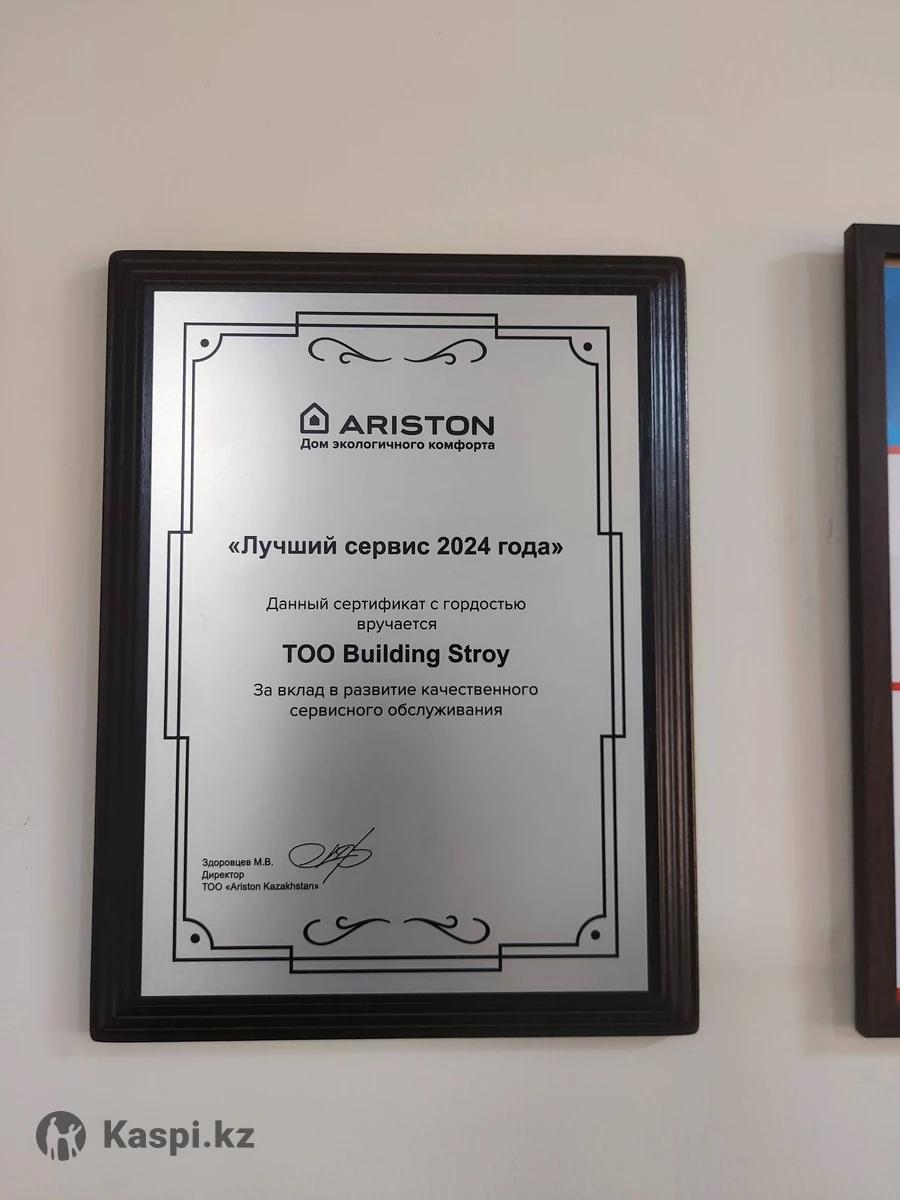 ARISTON
Дом экологичного комфорта
«Лучший сервис 2024 года»
Данный сертификат с гордостью
вручается
ТОО Building Stroy
За вклад в развитие качественного
сервисного обслуживания
Здоровцев М.В.
Директор
ТОО «Ariston Kazakhstan»
Kaspi.kz